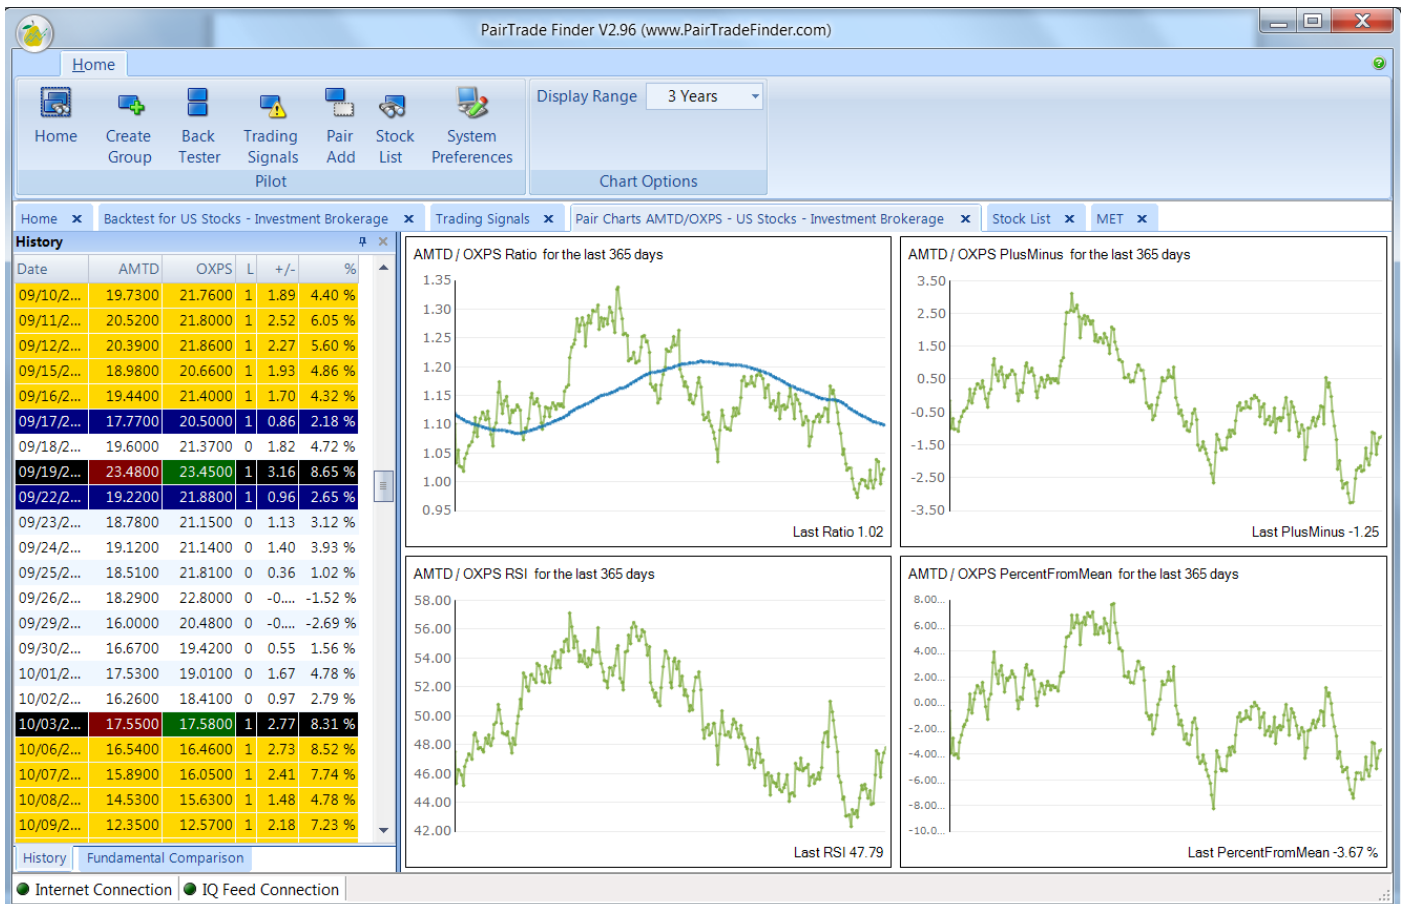 PairTrade Finder V2.96 (www.PairTradeFinder.com)
Home
Home Create Group Back Tester Trading Signals Pair Add Stock List System Preferences
Pilot
Display Range 3 Years
Chart Options
Home Backtest for US Stocks - Investment Brokerage Trading Signals Pair Charts AMTD/OXPS - US Stocks - Investment Brokerage Stock List MET
History
Date AMTD OXPS L +/- %
09/10/2... 19.7300 21.7600 1 1.89 4.40 %
09/11/2... 20.5200 21.8000 1 2.52 6.05 %
09/12/2... 20.3900 21.8600 1 2.27 5.60 %
09/15/2... 18.9800 20.6600 1 1.93 4.86 %
09/16/2... 19.4400 21.4000 1 1.70 4.32 %
09/17/2... 17.7700 20.5000 1 0.86 2.18 %
09/18/2... 19.6000 21.3700 0 1.82 4.72 %
09/19/2... 23.4800 23.4500 1 3.16 8.65 %
09/22/2... 19.2200 21.8800 1 0.96 2.65 %
09/23/2... 18.7800 21.1500 0 1.13 3.12 %
09/24/2... 19.1200 21.1400 0 1.40 3.93 %
09/25/2... 18.5100 21.8100 0 0.36 1.02 %
09/26/2... 18.2900 22.8000 0 -0.... -1.52 %
09/29/2... 16.0000 20.4800 0 -0.... -2.69 %
09/30/2... 16.6700 19.4200 0 0.55 1.56 %
10/01/2... 17.5300 19.0100 0 1.67 4.78 %
10/02/2... 16.2600 18.4100 0 0.97 2.79 %
10/03/2... 17.5500 17.5800 1 2.77 8.31 %
10/06/2... 16.5400 16.4600 1 2.73 8.52 %
10/07/2... 15.8900 16.0500 1 2.41 7.74 %
10/08/2... 14.5300 15.6300 1 1.48 4.78 %
10/09/2... 12.3500 12.5700 1 2.18 7.23 %
History Fundamental Comparison
AMTD / OXPS Ratio for the last 365 days
1.35
1.30
1.25
1.20
1.15
1.10
1.05
1.00
0.95
Last Ratio 1.02
AMTD / OXPS PlusMinus for the last 365 days
3.50
2.50
1.50
0.50
-0.50
-1.50
-2.50
-3.50
Last PlusMinus -1.25
AMTD / OXPS RSI for the last 365 days
58.00
56.00
54.00
52.00
50.00
48.00
46.00
44.00
42.00
Last RSI 47.79
AMTD / OXPS PercentFromMean for the last 365 days
8.00...
6.00...
4.00...
2.00...
0.00...
-2.00...
-4.00...
-6.00...
-8.00...
-10.0...
Last PercentFromMean -3.67 %
Internet Connection IQ Feed Connection